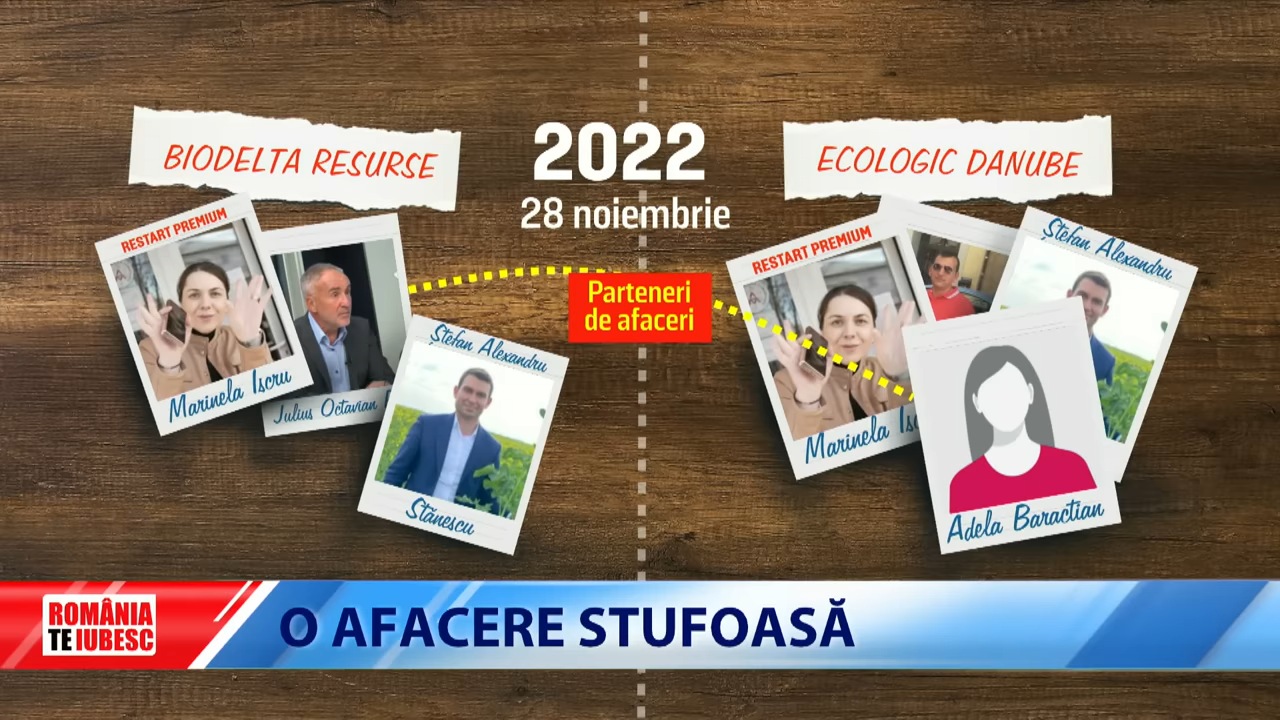 BIODELTA RESURSE
2022
28 noiembrie
ECOLOGIC DANUBE
RESTART PREMIUM
Marinela Iscru
Julius Octavian
Ștefan Alexandru
Stănescu
Parteneri
de afaceri
RESTART PREMIUM
Marinela
Ștefan Alexandru
Adela Baractian
ROMÂNIA
TE IUBESC
O AFACERE STUFOASĂ